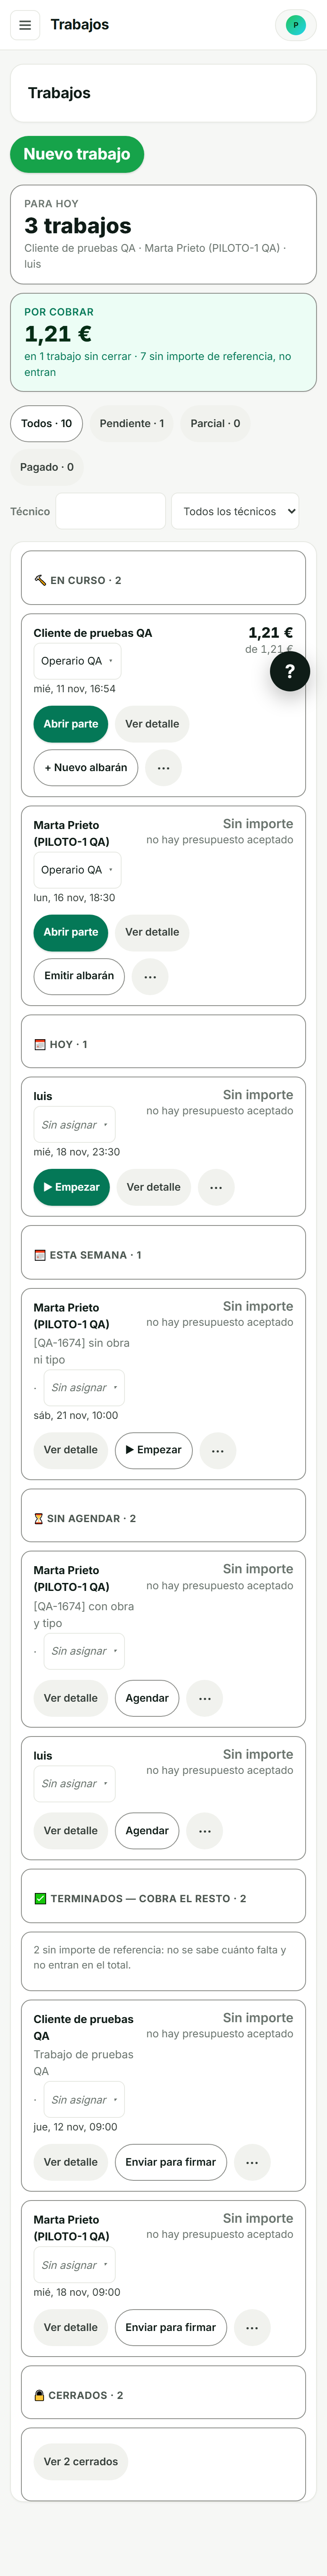 Trabajos
P
Trabajos
Nuevo trabajo
PARA HOY
3 trabajos
Cliente de pruebas QA · Marta Prieto (PILOTO-1 QA) ·
luis
POR COBRAR
1,21 €
en 1 trabajo sin cerrar · 7 sin importe de referencia, no
entran
Todos · 10
Pendiente · 1
Parcial · 0
Pagado · 0
Técnico
Todos los técnicos
🔨 EN CURSO · 2
Cliente de pruebas QA
1,21 €
de 1,21 €
?
Operario QA
mié, 11 nov, 16:54
Abrir parte
Ver detalle
+ Nuevo albarán
···
Marta Prieto
(PILOTO-1 QA)
Sin importe
no hay presupuesto aceptado
Operario QA
lun, 16 nov, 18:30
Abrir parte
Ver detalle
Emitir albarán
···
📅 HOY · 1
luis
Sin importe
no hay presupuesto aceptado
Sin asignar
mié, 18 nov, 23:30
▶ Empezar
Ver detalle
···
📅 ESTA SEMANA · 1
Marta Prieto
(PILOTO-1 QA)
Sin importe
no hay presupuesto aceptado
[QA-1674] sin obra
ni tipo
· Sin asignar
sáb, 21 nov, 10:00
Ver detalle
▶ Empezar
···
⏳ SIN AGENDAR · 2
Marta Prieto
(PILOTO-1 QA)
Sin importe
no hay presupuesto aceptado
[QA-1674] con obra
y tipo
· Sin asignar
Ver detalle
Agendar
···
luis
Sin importe
no hay presupuesto aceptado
Sin asignar
Ver detalle
Agendar
···
✅ TERMINADOS — COBRA EL RESTO · 2
2 sin importe de referencia: no se sabe cuánto falta y
no entran en el total.
Cliente de pruebas
QA
Sin importe
no hay presupuesto aceptado
Trabajo de pruebas
QA
· Sin asignar
jue, 12 nov, 09:00
Ver detalle
Enviar para firmar
···
Marta Prieto
(PILOTO-1 QA)
Sin importe
no hay presupuesto aceptado
Sin asignar
mié, 18 nov, 09:00
Ver detalle
Enviar para firmar
···
🔒 CERRADOS · 2
Ver 2 cerrados